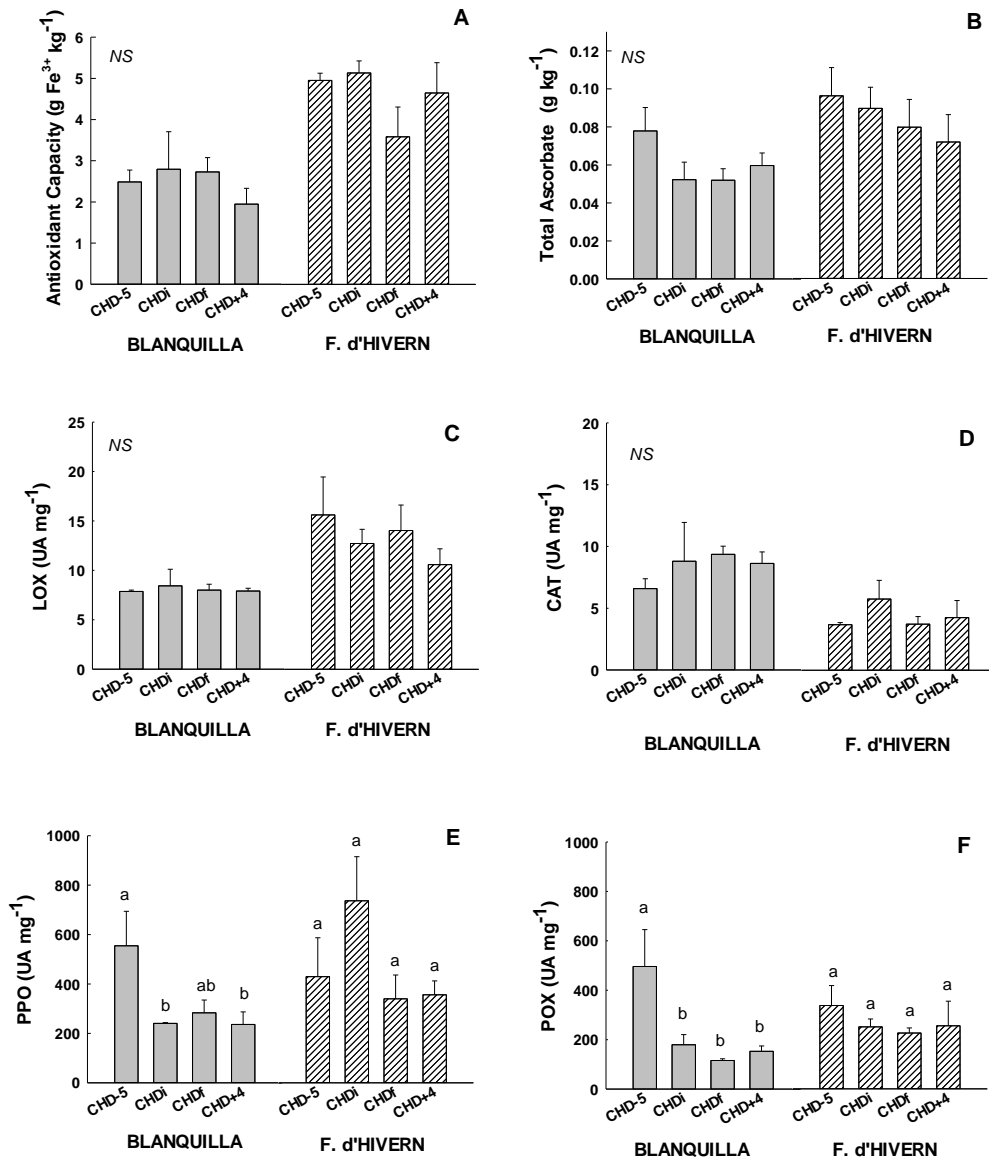 A
Antioxidant Capacity (g Fe³⁺ kg⁻¹)
NS
6
5
4
3
2
1
0
CHD-5 CHDi CHDf CHD+4 CHD-5 CHDi CHDf CHD+4
BLANQUILLA F. d'HIVERN
B
Total Ascorbate (g kg⁻¹)
NS
0.12
0.10
0.08
0.06
0.04
0.02
0.00
CHD-5 CHDi CHDf CHD+4 CHD-5 CHDi CHDf CHD+4
BLANQUILLA F. d'HIVERN
C
LOX (UA mg⁻¹)
NS
25
20
15
10
5
0
CHD-5 CHDi CHDf CHD+4 CHD-5 CHDi CHDf CHD+4
BLANQUILLA F. d'HIVERN
D
CAT (UA mg⁻¹)
NS
20
15
10
5
0
CHD-5 CHDi CHDf CHD+4 CHD-5 CHDi CHDf CHD+4
BLANQUILLA F. d'HIVERN
E
PPO (UA mg⁻¹)
1000
800
600
400
200
0
a b ab b a a a a
CHD-5 CHDi CHDf CHD+4 CHD-5 CHDi CHDf CHD+4
BLANQUILLA F. d'HIVERN
F
POX (UA mg⁻¹)
1000
800
600
400
200
0
a b b b a a a a
CHD-5 CHDi CHDf CHD+4 CHD-5 CHDi CHDf CHD+4
BLANQUILLA F. d'HIVERN